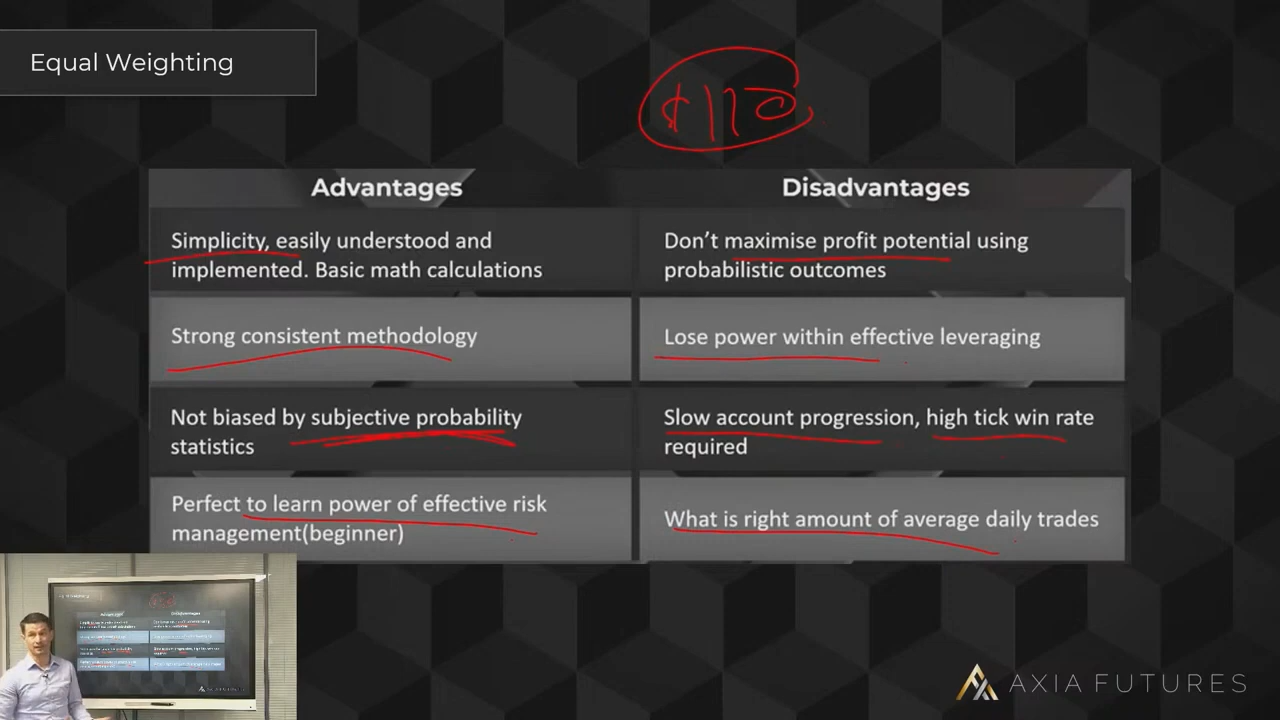 Equal Weighting
$110
Advantages
Disadvantages
Simplicity, easily understood and
implemented. Basic math calculations
Don't maximise profit potential using
probabilistic outcomes
Strong consistent methodology
Lose power within effective leveraging
Not biased by subjective probability
statistics
Slow account progression, high tick win rate
required
Perfect to learn power of effective risk
management(beginner)
What is right amount of average daily trades
AXIA FUTURES